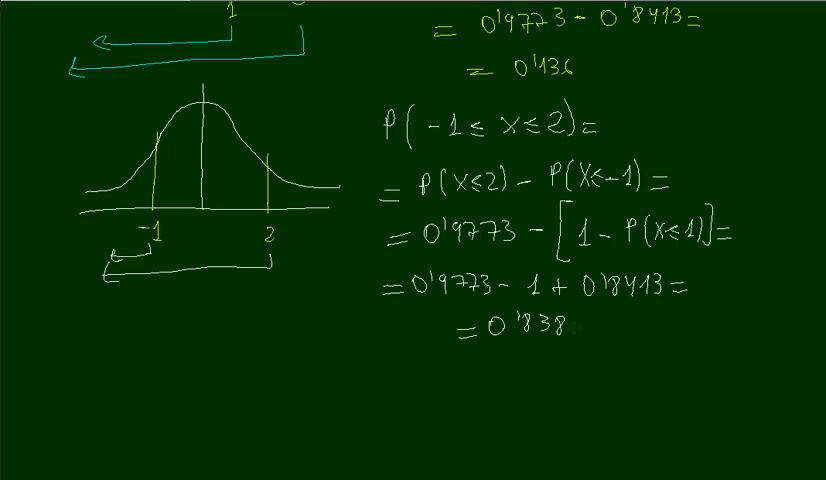 1
= 0'9773 - 0'8413 =
= 0'136
P(-1 ≤ x ≤ 2) =
= P(x ≤ 2) - P(x ≤ -1) =
= 0'9773 - [1 - P(x ≤ 1)] =
= 0'9773 - 1 + 0'8413 =
= 0'838
-1 2